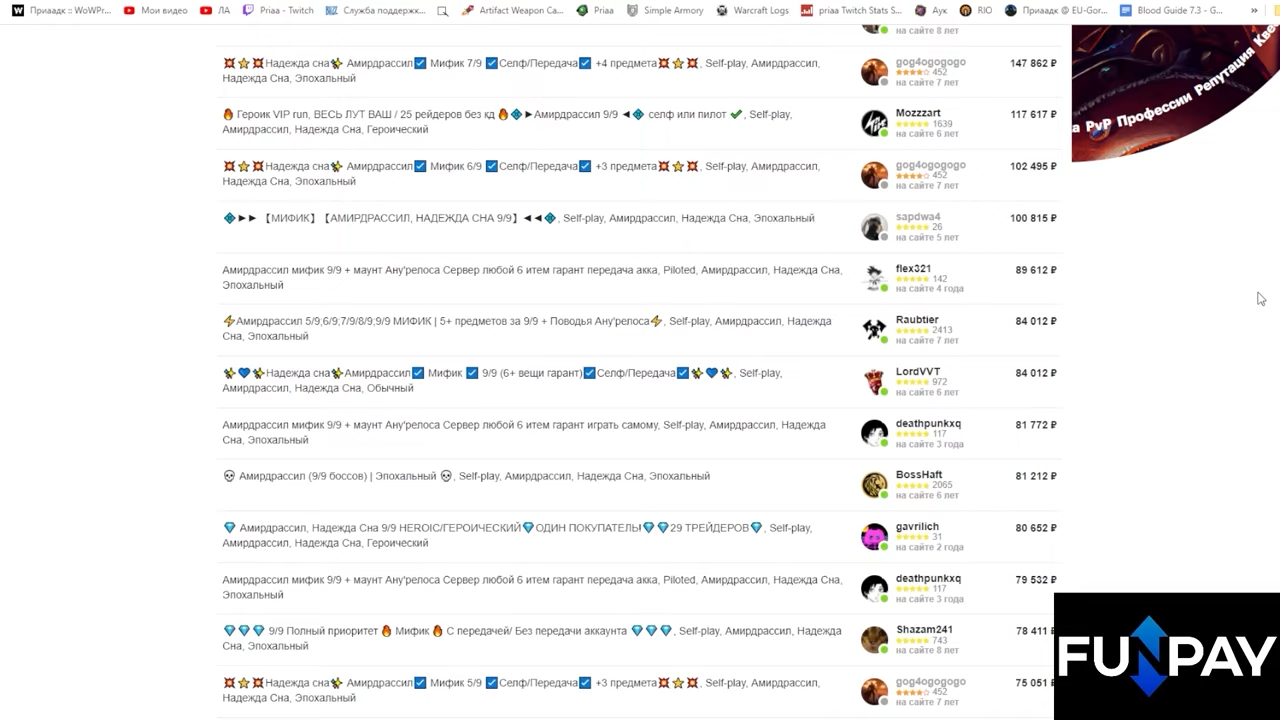 Приаадк :: WoWPr...
Мои видео
ЛА
Priaa - Twitch
Служба поддержк...
Artifact Weapon Ca...
Priaa
Simple Armory
Warcraft Logs
priaa Twitch Stats S...
Аук
RIO
Приаадк @ EU-Gor...
Blood Guide 7.3 - G...
»
на сайте 8 лет
Надежда сна Амирдрассил Мифик 7/9 Селф/Передача +4 предмета, Self-play, Амирдрассил,
Надежда Сна, Эпохальный
gog4ogogogo
452
на сайте 7 лет
147 862 ₽
Героик VIP run, ВЕСЬ ЛУТ ВАШ / 25 рейдеров без кд ►Амирдрассил 9/9 ◄ селф или пилот ✔, Self-play,
Амирдрассил, Надежда Сна, Героический
Mozzzart
1639
на сайте 6 лет
117 617 ₽
Надежда сна Амирдрассил Мифик 6/9 Селф/Передача +3 предмета, Self-play, Амирдрассил,
Надежда Сна, Эпохальный
gog4ogogogo
452
на сайте 7 лет
102 495 ₽
►►【МИФИК】【АМИРДРАССИЛ, НАДЕЖДА СНА 9/9】◄◄, Self-play, Амирдрассил, Надежда Сна, Эпохальный
sapdwa4
26
на сайте 5 лет
100 815 ₽
Амирдрассил мифик 9/9 + маунт Ану'релоса Сервер любой 6 итем гарант передача акка, Piloted, Амирдрассил, Надежда Сна,
Эпохальный
flex321
142
на сайте 4 года
89 612 ₽
Амирдрассил 5/9;6/9;7/9/8/9;9/9 МИФИК | 5+ предметов за 9/9 + Поводья Ану'релоса, Self-play, Амирдрассил, Надежда
Сна, Эпохальный
Raubtier
2413
на сайте 7 лет
84 012 ₽
Надежда сна Амирдрассил Мифик 9/9 (6+ вещи гарант) Селф/Передача, Self-play,
Амирдрассил, Надежда Сна, Обычный
LordVVT
972
на сайте 6 лет
84 012 ₽
Амирдрассил мифик 9/9 + маунт Ану'релоса Сервер любой 6 итем гарант играть самому, Self-play, Амирдрассил, Надежда
Сна, Эпохальный
deathpunkxq
117
на сайте 3 года
81 772 ₽
Амирдрассил (9/9 боссов) | Эпохальный, Self-play, Амирдрассил, Надежда Сна, Эпохальный
BossHaft
2065
на сайте 6 лет
81 212 ₽
Амирдрассил, Надежда Сна 9/9 HEROIC/ГЕРОИЧЕСКИЙ ОДИН ПОКУПАТЕЛЬ! 29 ТРЕЙДЕРОВ, Self-play,
Амирдрассил, Надежда Сна, Героический
gavrilich
31
на сайте 2 года
80 652 ₽
Амирдрассил мифик 9/9 + маунт Ану'релоса Сервер любой 6 итем гарант передача акка, Piloted, Амирдрассил, Надежда Сна,
Эпохальный
deathpunkxq
117
на сайте 3 года
79 532 ₽
9/9 Полный приоритет Мифик С передачей/ Без передачи аккаунта, Self-play, Амирдрассил, Надежда
Сна, Эпохальный
Shazam241
743
на сайте 8 лет
78 411 ₽
Надежда сна Амирдрассил Мифик 5/9 Селф/Передача +3 предмета, Self-play, Амирдрассил,
Надежда Сна, Эпохальный
gog4ogogogo
452
на сайте 7 лет
75 051 ₽
а PvP Профессии Репутация Кве
FUNPAY